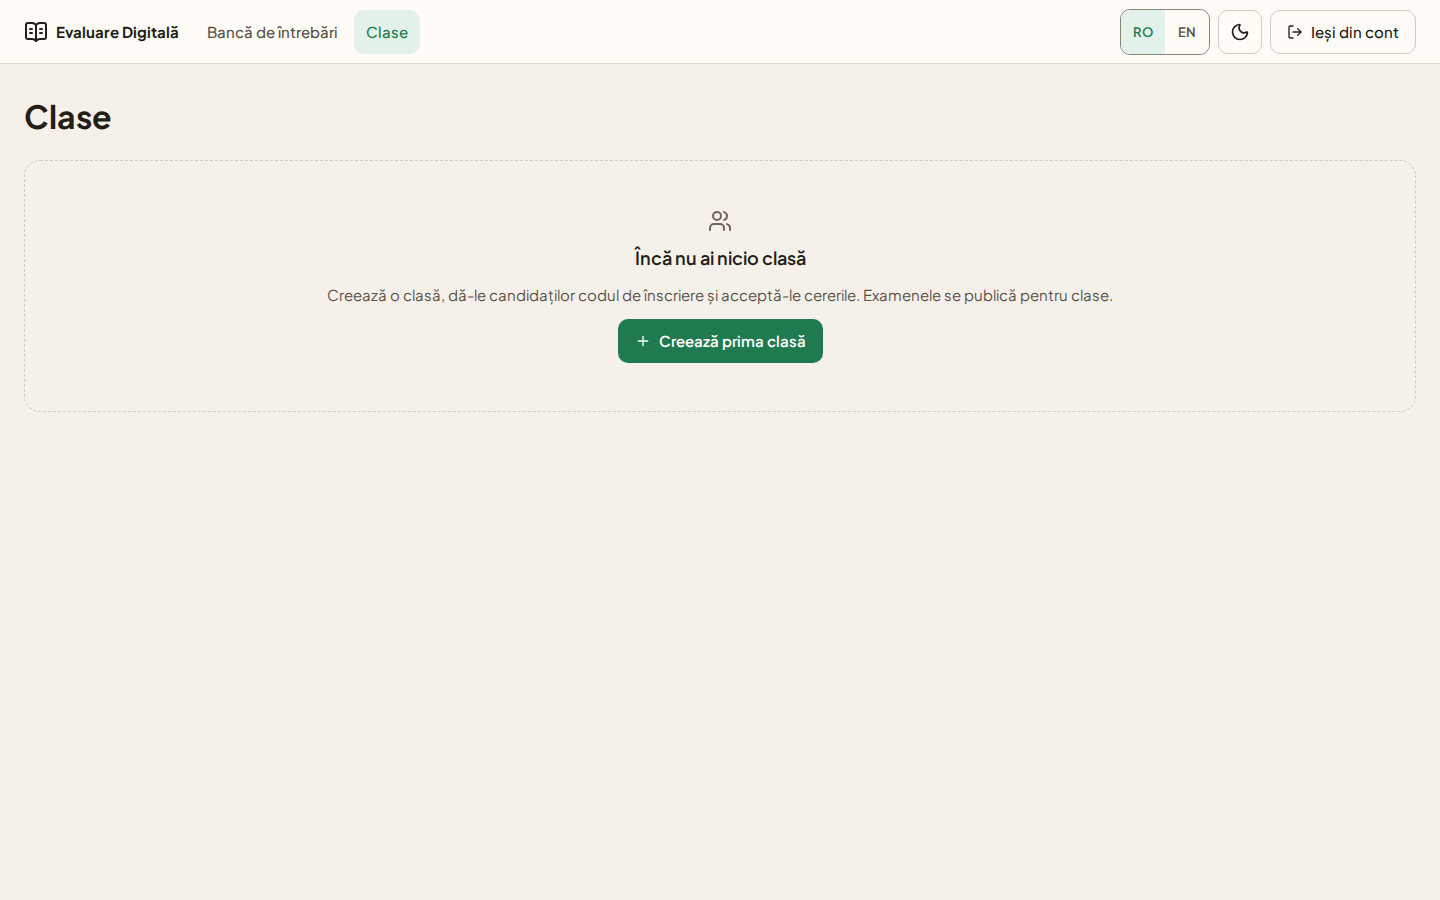 Evaluare Digitală
Bancă de întrebări
Clase
RO
EN
Ieși din cont
Clase
Încă nu ai nicio clasă
Creează o clasă, dă-le candidaților codul de înscriere și acceptă-le cererile. Examenele se publică pentru clase.
Creează prima clasă